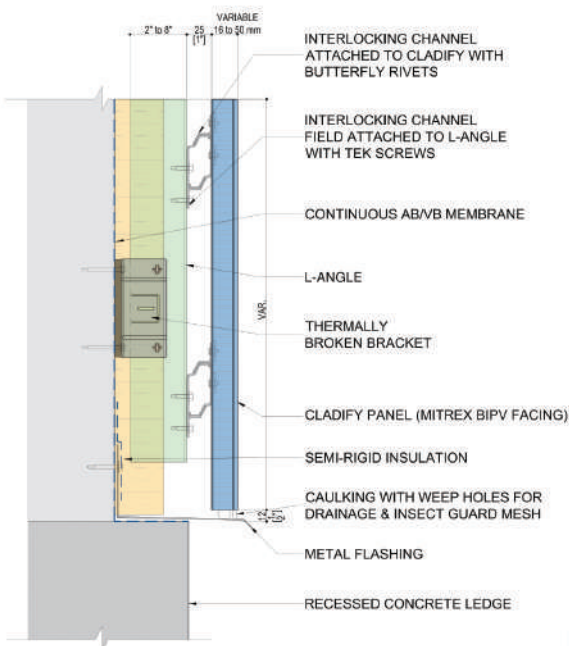 VARIABLE
2" to 8" 25 16 to 50 mm
[1"]
INTERLOCKING CHANNEL
ATTACHED TO CLADIFY WITH
BUTTERFLY RIVETS
INTERLOCKING CHANNEL
FIELD ATTACHED TO L-ANGLE
WITH TEK SCREWS
CONTINUOUS AB/VB MEMBRANE
L-ANGLE
VAR.
THERMALLY
BROKEN BRACKET
CLADIFY PANEL (MITREX BIPV FACING)
SEMI-RIGID INSULATION
CAULKING WITH WEEP HOLES FOR
DRAINAGE & INSECT GUARD MESH
12
METAL FLASHING
RECESSED CONCRETE LEDGE